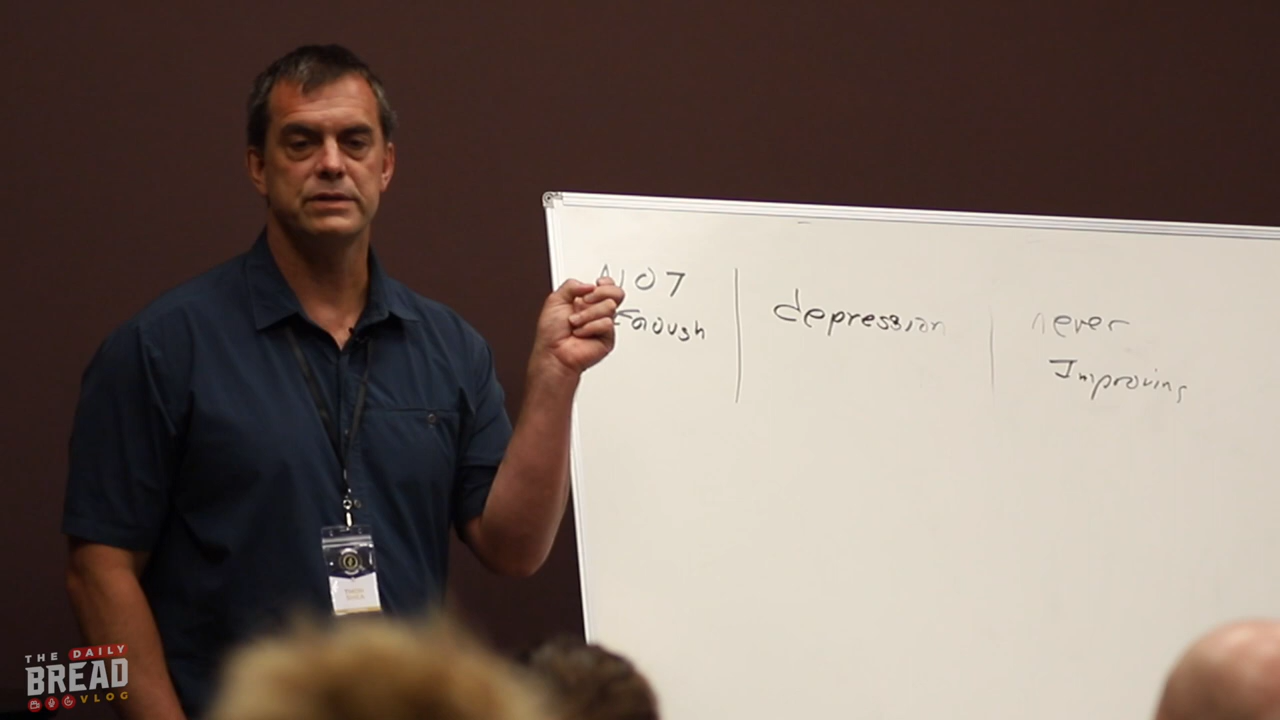 NOT
Enough
depression
never
Improving
THE DAILY
BREAD
VLOG